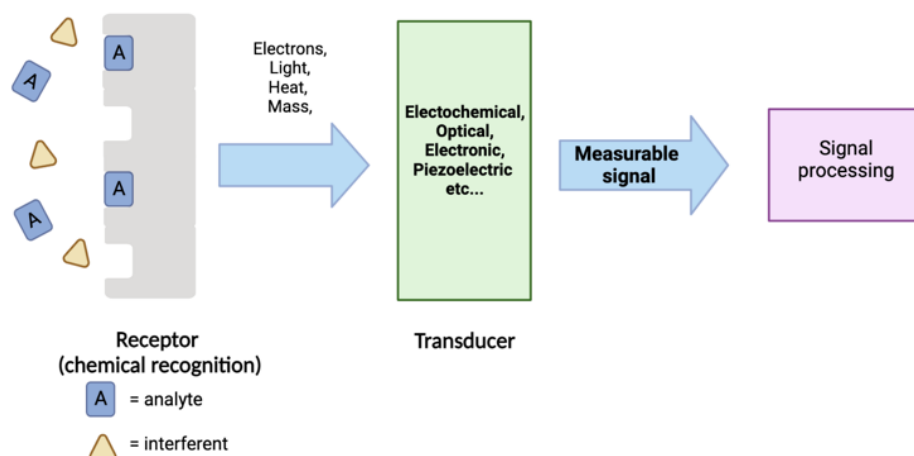 A
A
A
A
Electrons,
Light,
Heat,
Mass,
Electochemical,
Optical,
Electronic,
Piezoelectric
etc...
Measurable
signal
Signal
processing
Receptor
(chemical recognition)
Transducer
A = analyte
= interferent